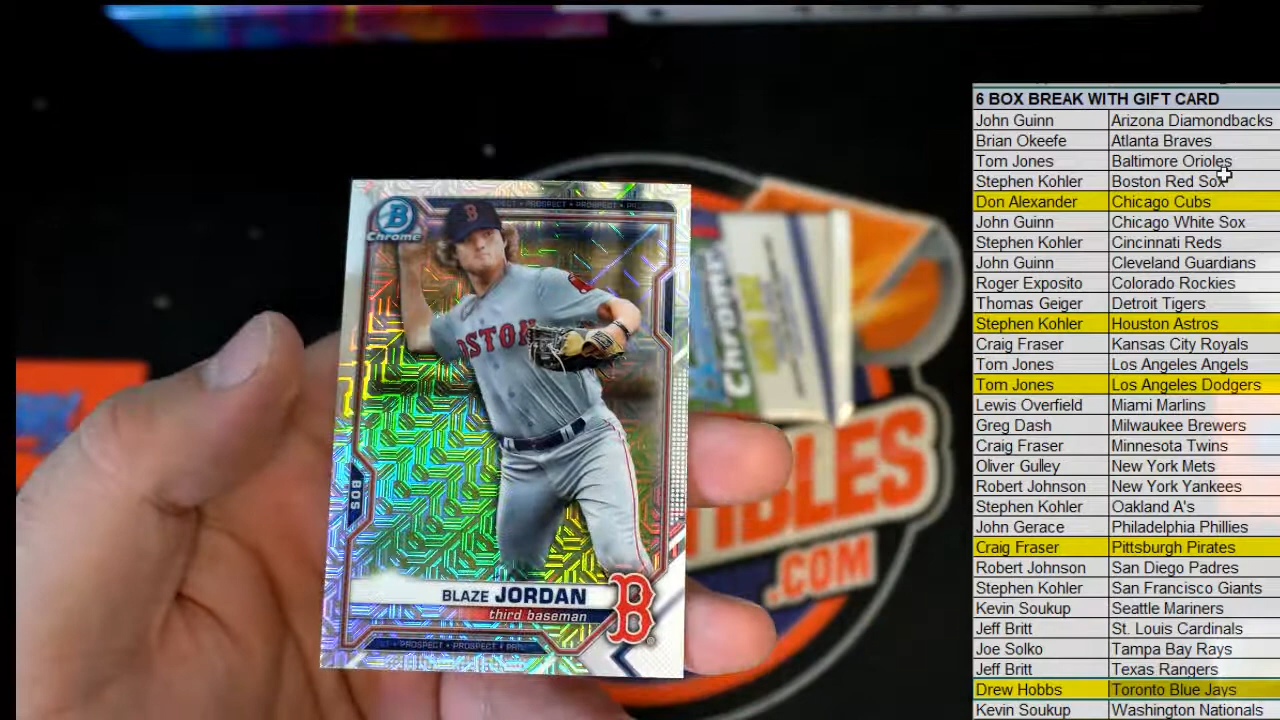 PROSPECT • PROSPECT
B
Chrome
BOSTON
BOS
BLAZE JORDAN
third baseman
B
PROSPECT • PROSPECT
CHROME
IBLES
.COM
6 BOX BREAK WITH GIFT CARD
John Guinn Arizona Diamondbacks
Brian Okeefe Atlanta Braves
Tom Jones Baltimore Orioles
Stephen Kohler Boston Red Sox
Don Alexander Chicago Cubs
John Guinn Chicago White Sox
Stephen Kohler Cincinnati Reds
John Guinn Cleveland Guardians
Roger Exposito Colorado Rockies
Thomas Geiger Detroit Tigers
Stephen Kohler Houston Astros
Craig Fraser Kansas City Royals
Tom Jones Los Angeles Angels
Tom Jones Los Angeles Dodgers
Lewis Overfield Miami Marlins
Greg Dash Milwaukee Brewers
Craig Fraser Minnesota Twins
Oliver Gulley New York Mets
Robert Johnson New York Yankees
Stephen Kohler Oakland A's
John Gerace Philadelphia Phillies
Craig Fraser Pittsburgh Pirates
Robert Johnson San Diego Padres
Stephen Kohler San Francisco Giants
Kevin Soukup Seattle Mariners
Jeff Britt St. Louis Cardinals
Joe Solko Tampa Bay Rays
Jeff Britt Texas Rangers
Drew Hobbs Toronto Blue Jays
Kevin Soukup Washington Nationals